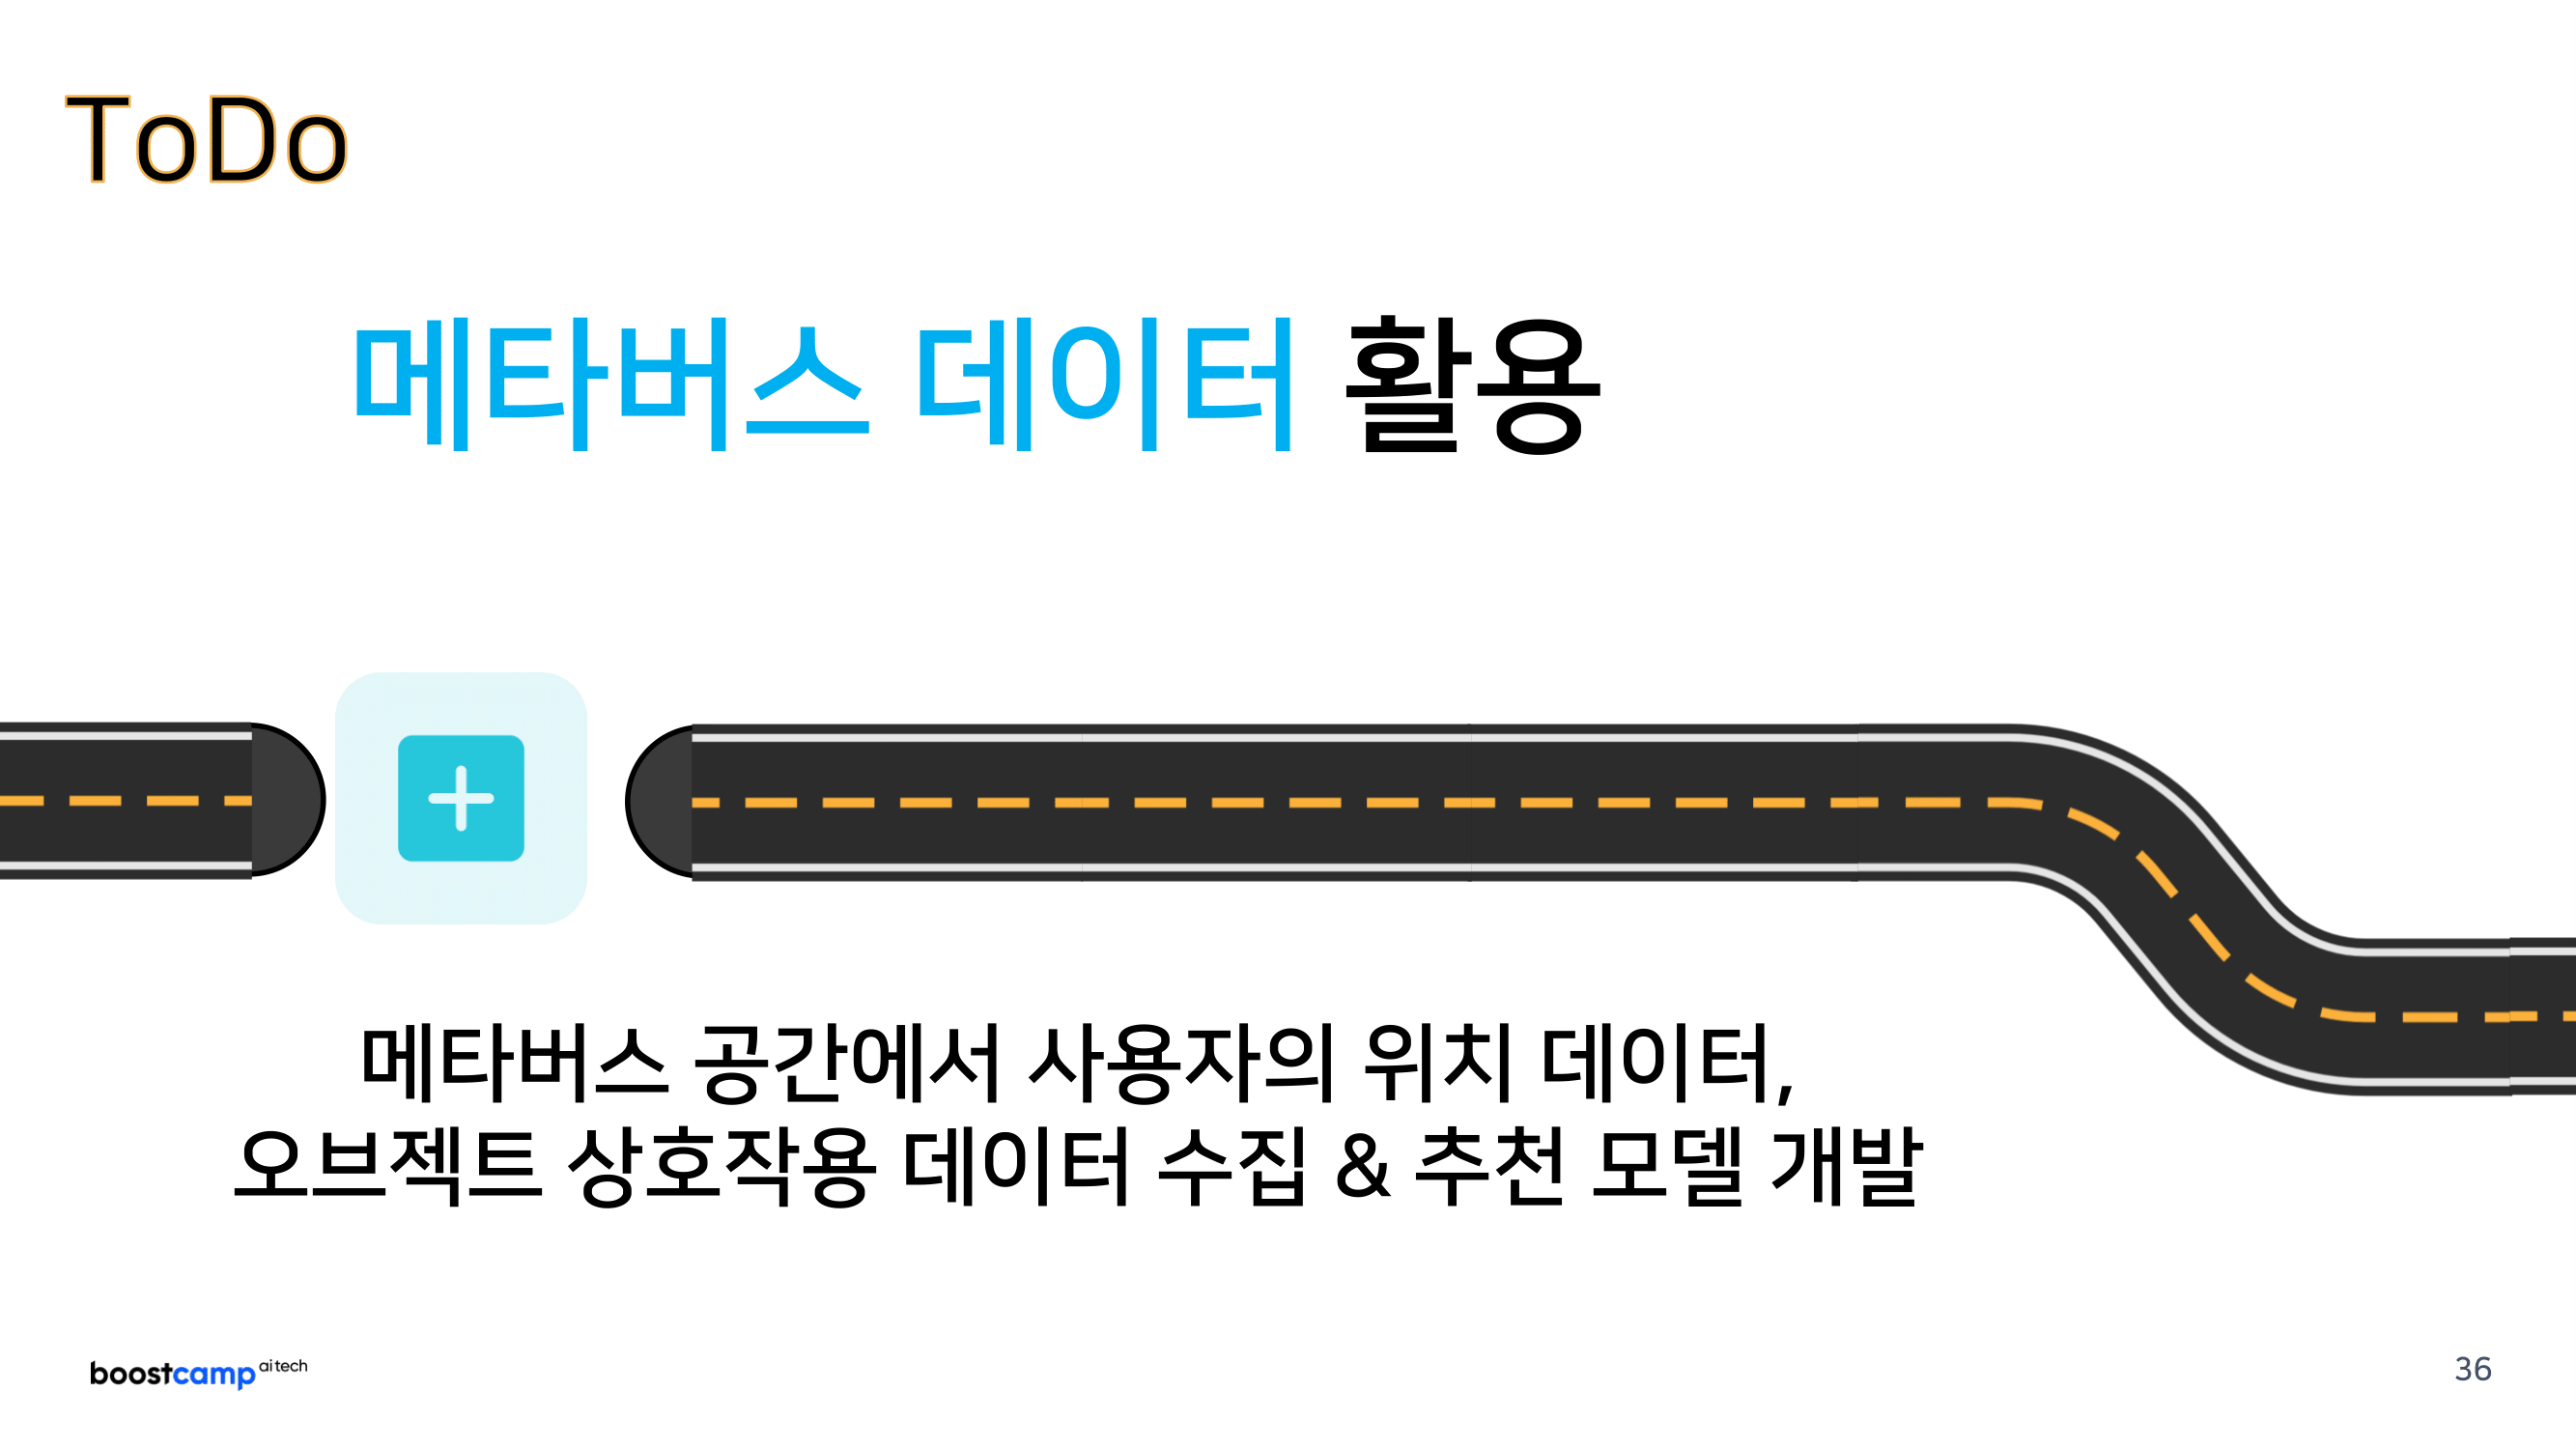 ToDo
메타버스 데이터 활용
메타버스 공간에서 사용자의 위치 데이터,
오브젝트 상호작용 데이터 수집 & 추천 모델 개발
boostcamp ai tech
36